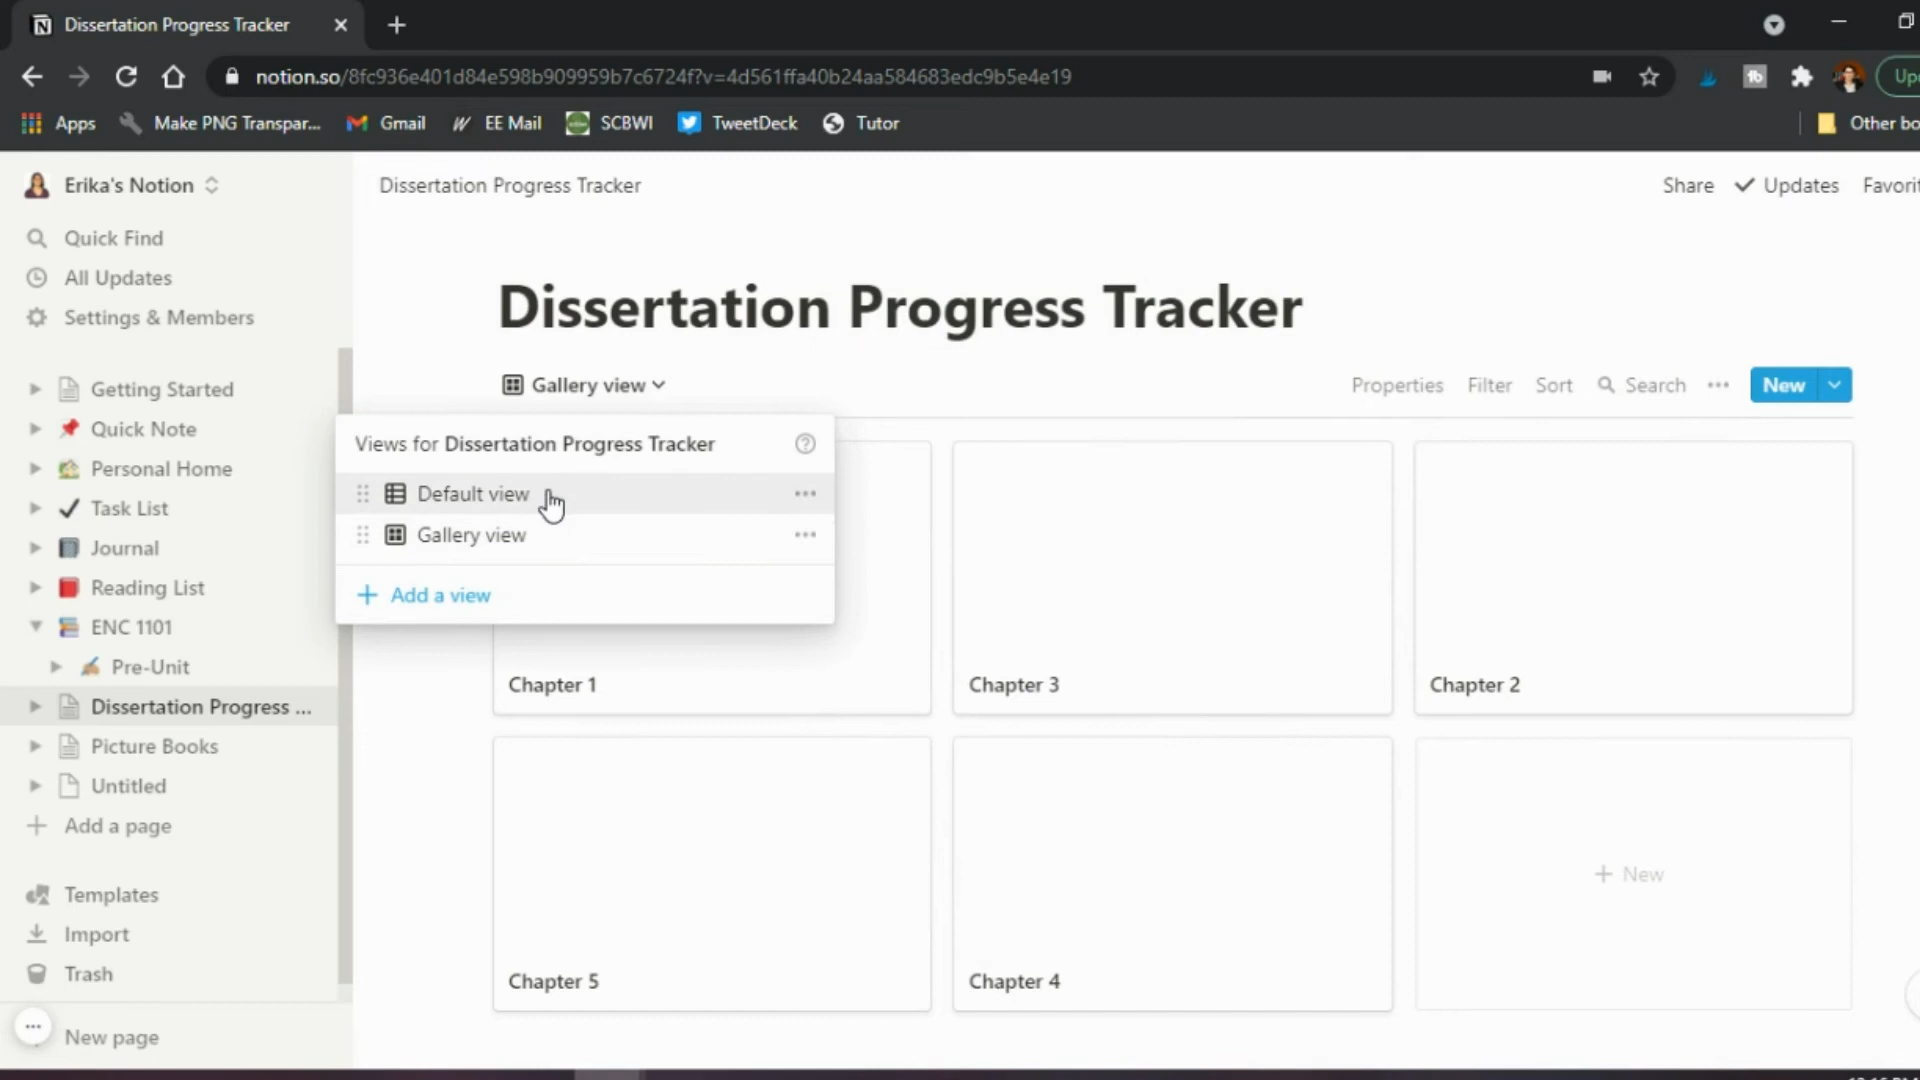 Dissertation Progress Tracker
notion.so/8fc936e401d84e598b909959b7c6724f?v=4d561ffa40b24aa584683edc9b5e4e19
Apps
Make PNG Transpar...
Gmail
EE Mail
SCBWI
TweetDeck
Tutor
Other bo
Erika's Notion
Dissertation Progress Tracker
Share
Updates
Favorit
Quick Find
All Updates
Settings & Members
Getting Started
Quick Note
Personal Home
Task List
Journal
Reading List
ENC 1101
Pre-Unit
Dissertation Progress ...
Picture Books
Untitled
Add a page
Templates
Import
Trash
New page
Dissertation Progress Tracker
Gallery view
Properties
Filter
Sort
Search
New
Views for Dissertation Progress Tracker
Default view
Gallery view
Add a view
Chapter 1
Chapter 3
Chapter 2
Chapter 5
Chapter 4
New